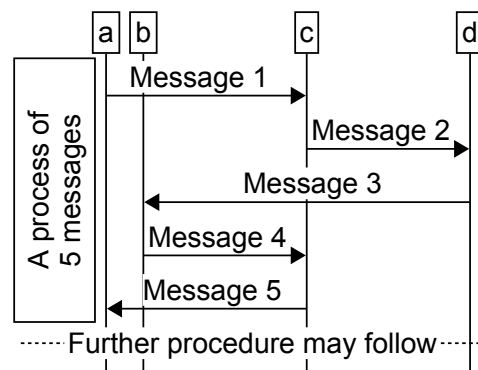 a b c d
A process of
5 messages
Message 1
Message 2
Message 3
Message 4
Message 5
Further procedure may follow